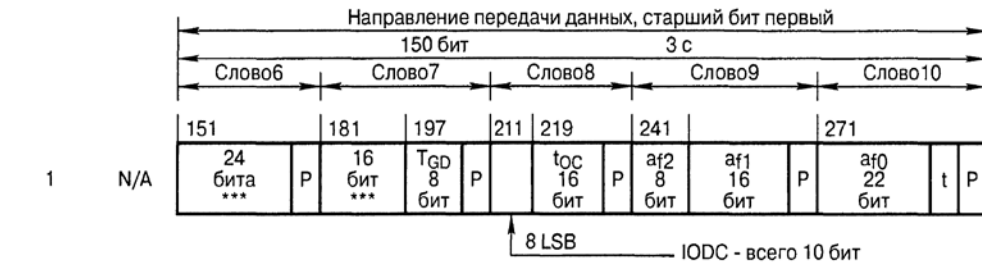 Направление передачи данных, старший бит первый
150 бит 3 с
Слово6 Слово7 Слово8 Слово9 Слово10
151 181 197 211 219 241 271
1 N/A 24 бита *** P 16 бит *** TGD 8 бит P tOC 16 бит P af2 8 бит af1 16 бит P af0 22 бит t P
8 LSB
IODC - всего 10 бит